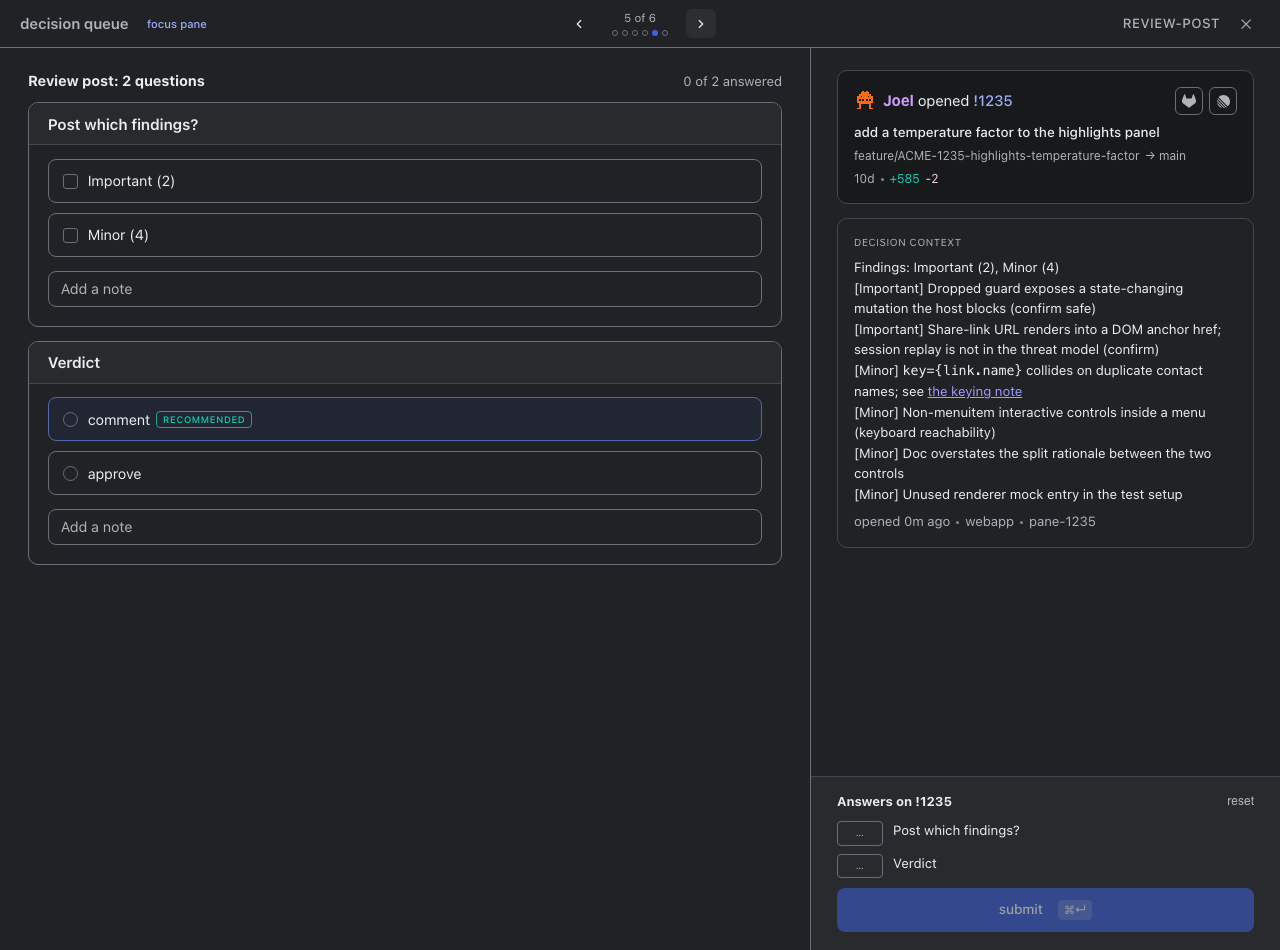 decision queue
focus pane
5 of 6
REVIEW-POST
Review post: 2 questions
0 of 2 answered
Post which findings?
Important (2)
Minor (4)
Add a note
Verdict
comment RECOMMENDED
approve
Add a note
Joel opened !1235
add a temperature factor to the highlights panel
feature/ACME-1235-highlights-temperature-factor → main
10d • +585 -2
DECISION CONTEXT
Findings: Important (2), Minor (4)
[Important] Dropped guard exposes a state-changing
mutation the host blocks (confirm safe)
[Important] Share-link URL renders into a DOM anchor href;
session replay is not in the threat model (confirm)
[Minor] key={link.name} collides on duplicate contact
names; see the keying note
[Minor] Non-menuitem interactive controls inside a menu
(keyboard reachability)
[Minor] Doc overstates the split rationale between the two
controls
[Minor] Unused renderer mock entry in the test setup
opened 0m ago • webapp • pane-1235
Answers on !1235
reset
... Post which findings?
... Verdict
submit ⌘↵